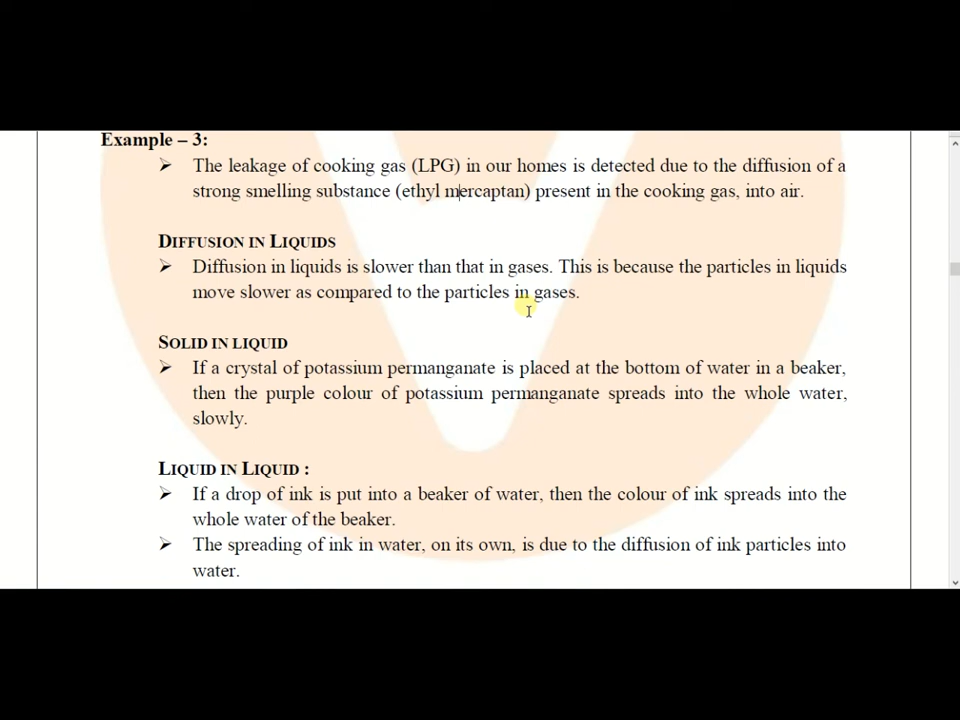 Example – 3:
➢ The leakage of cooking gas (LPG) in our homes is detected due to the diffusion of a
strong smelling substance (ethyl mercaptan) present in the cooking gas, into air.
DIFFUSION IN LIQUIDS
➢ Diffusion in liquids is slower than that in gases. This is because the particles in liquids
move slower as compared to the particles in gases.
SOLID IN LIQUID
➢ If a crystal of potassium permanganate is placed at the bottom of water in a beaker,
then the purple colour of potassium permanganate spreads into the whole water,
slowly.
LIQUID IN LIQUID :
➢ If a drop of ink is put into a beaker of water, then the colour of ink spreads into the
whole water of the beaker.
➢ The spreading of ink in water, on its own, is due to the diffusion of ink particles into
water.